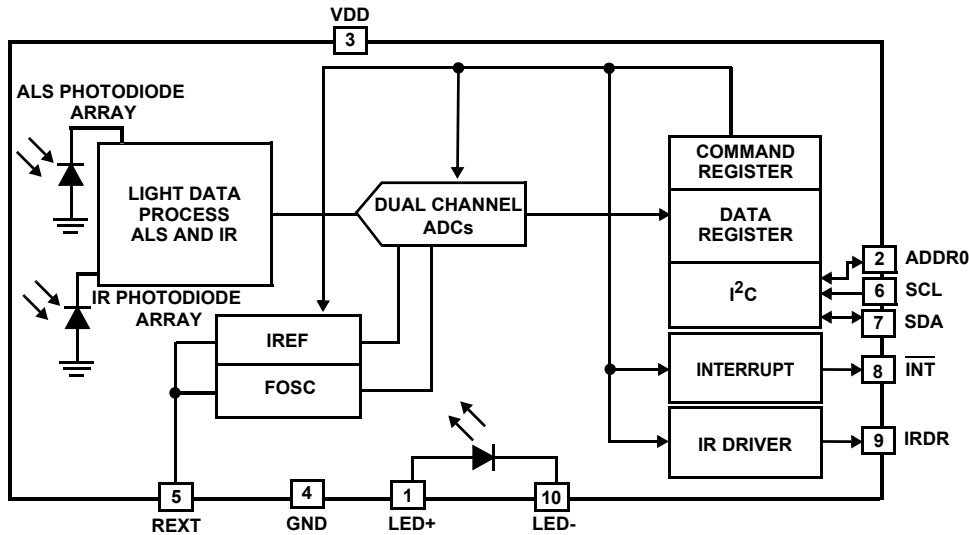 VDD
3
ALS PHOTODIODE
ARRAY
LIGHT DATA
PROCESS
ALS AND IR
DUAL CHANNEL
ADCs
COMMAND
REGISTER
DATA
REGISTER
I²C
2 ADDR0
6 SCL
7 SDA
IR PHOTODIODE
ARRAY
IREF
FOSC
INTERRUPT
8 INT
IR DRIVER
9 IRDR
5
REXT
4
GND
1
LED+
10
LED-